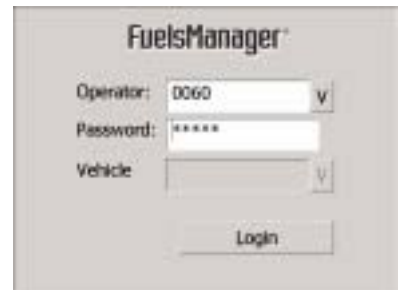 FuelsManager
Operator: 0060 V
Password: *****
Vehicle V
Login